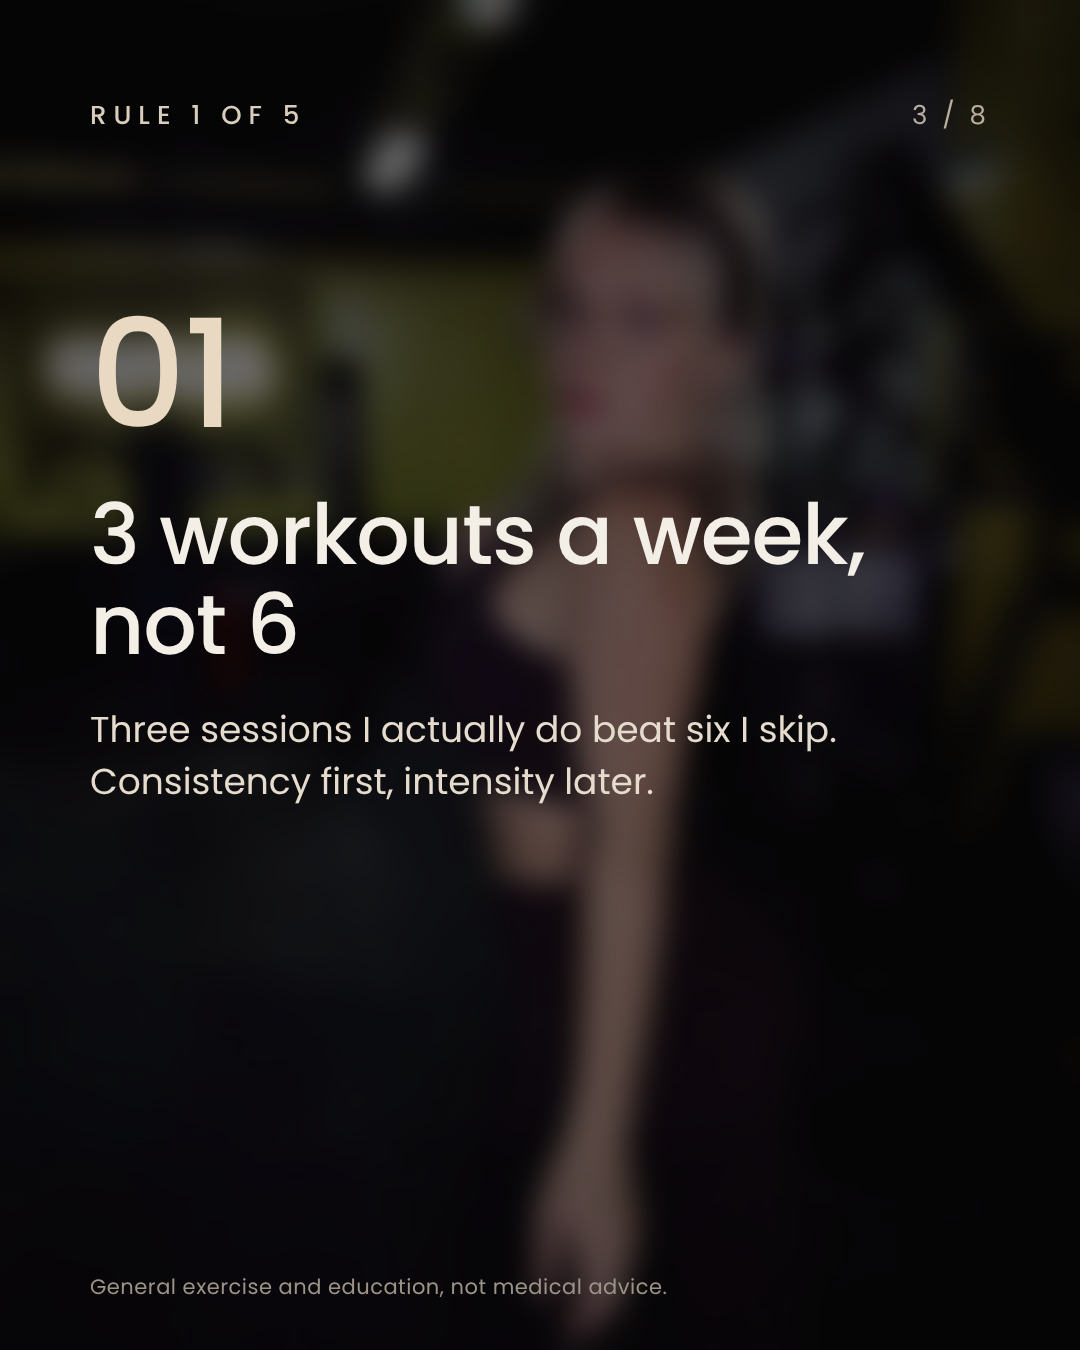 RULE 1 OF 5
3 / 8
01
3 workouts a week,
not 6
Three sessions I actually do beat six I skip.
Consistency first, intensity later.
General exercise and education, not medical advice.